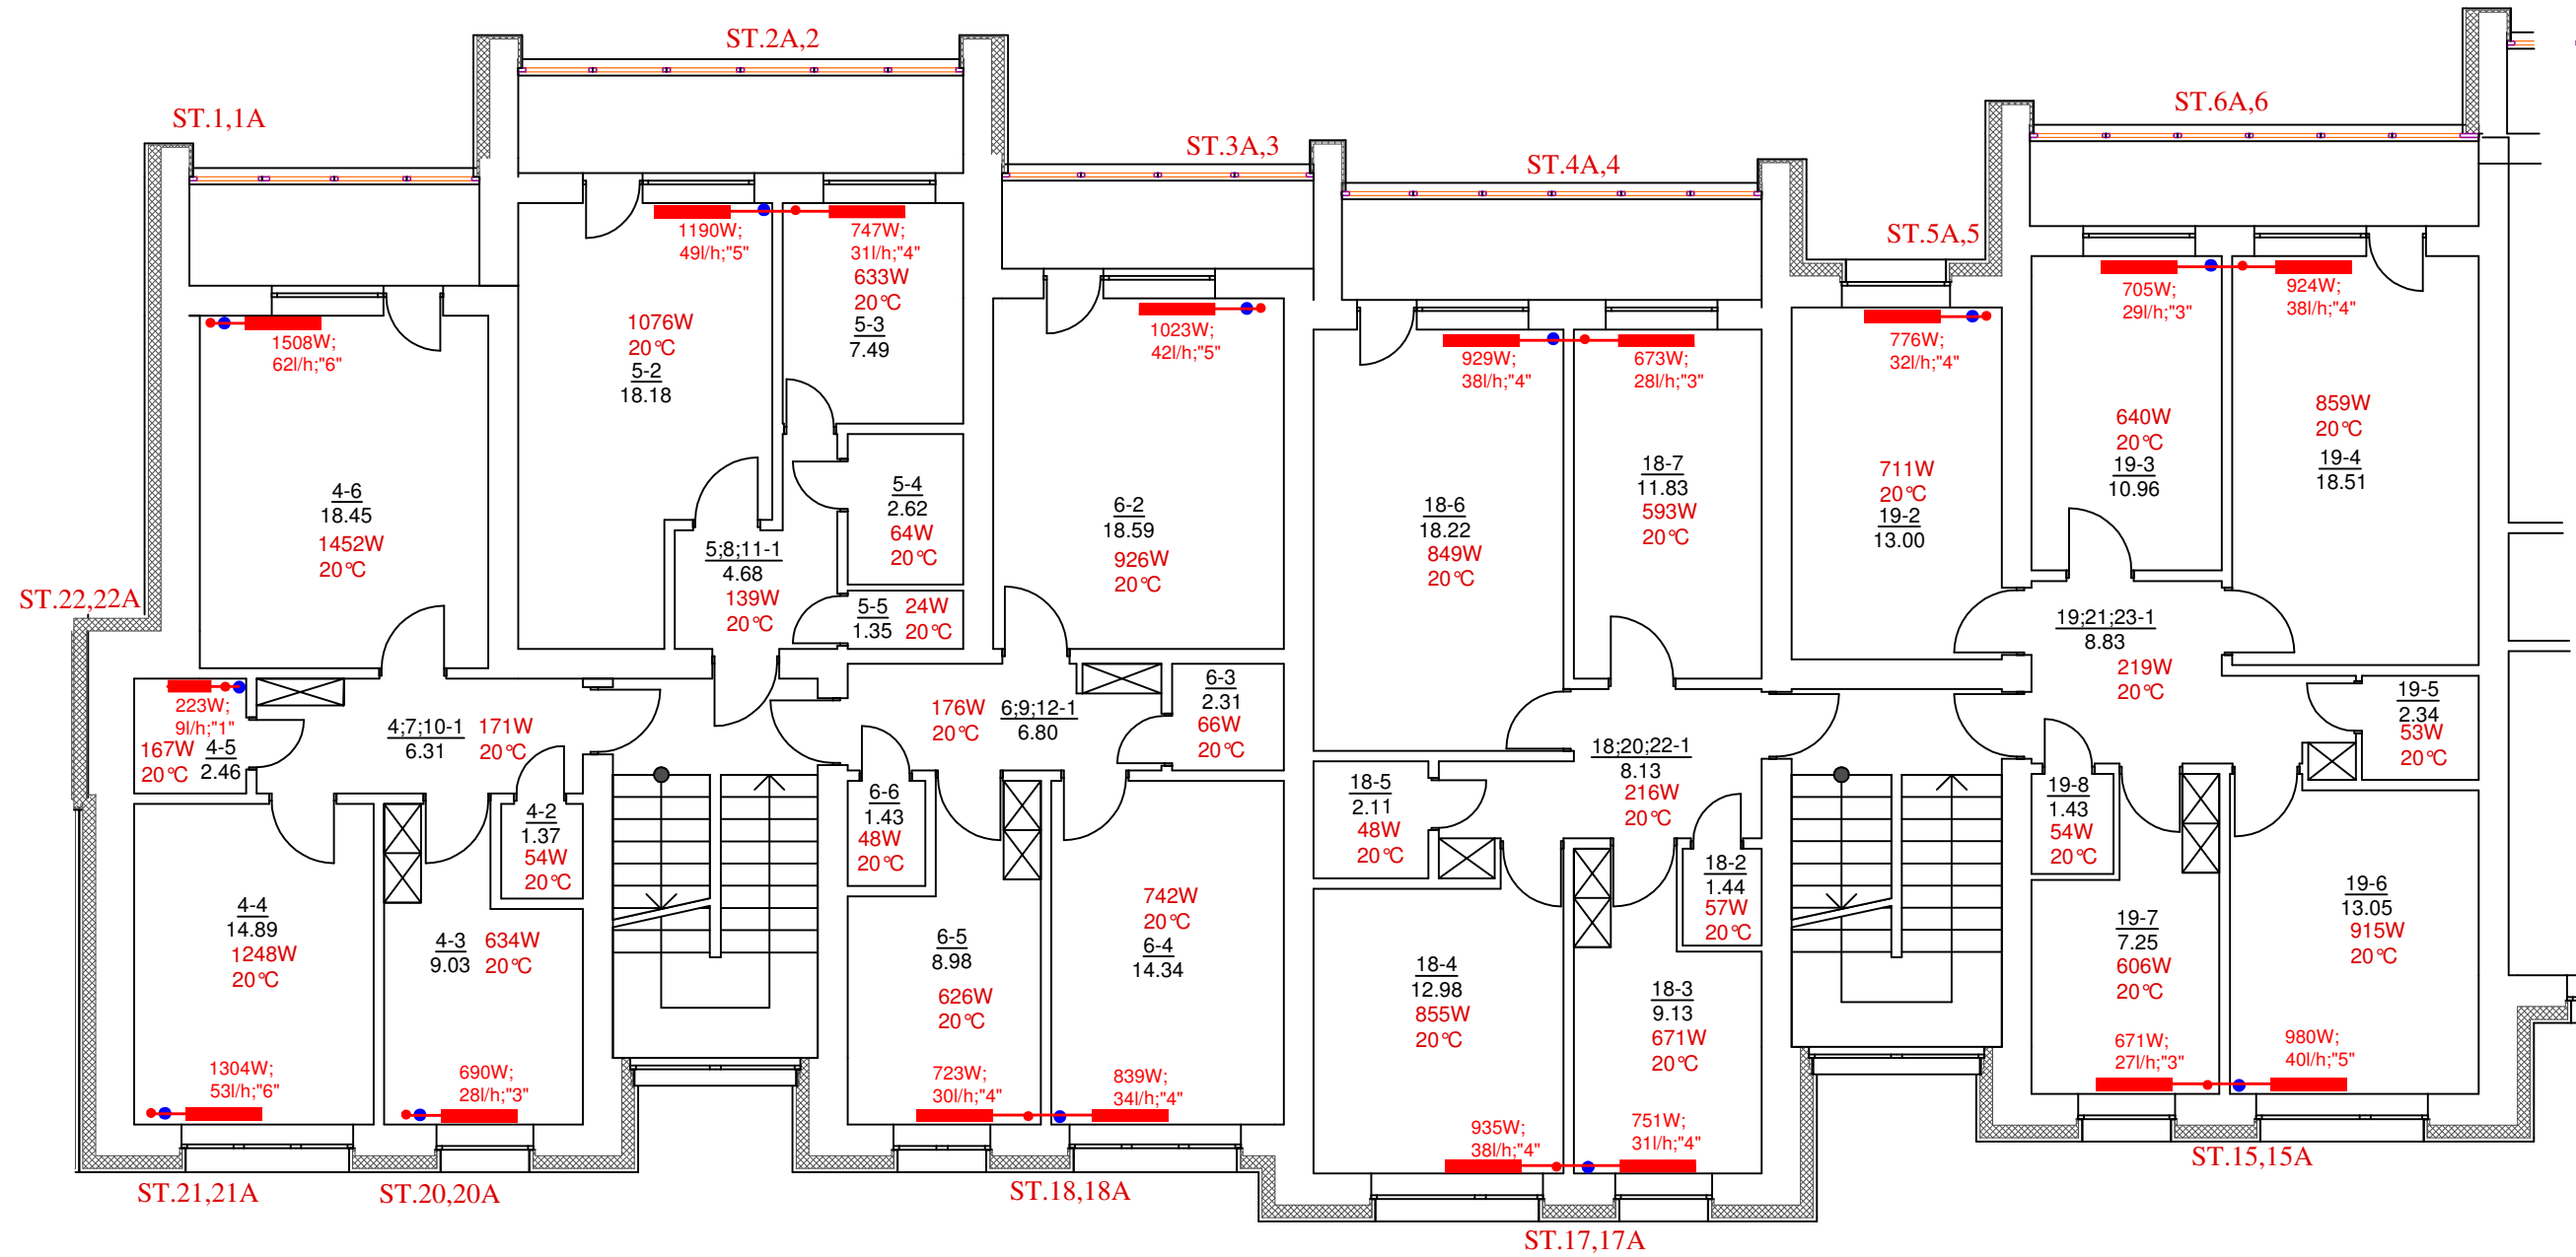 ST.2A,2
ST.1,1A
ST.3A,3
ST.4A,4
ST.6A,6
ST.5A,5
1508W;
62l/h;"6"
4-6
18.45
1452W
20°C
1190W;
49l/h;"5"
1076W
20°C
5-2
18.18
747W;
31l/h;"4"
633W
20°C
5-3
7.49
5-4
2.62
64W
20°C
5;8;11-1
4.68
139W
20°C
5-5
1.35
24W
20°C
1023W;
42l/h;"5"
6-2
18.59
926W
20°C
929W;
38l/h;"4"
18-6
18.22
849W
20°C
673W;
28l/h;"3"
18-7
11.83
593W
20°C
776W;
32l/h;"4"
711W
20°C
19-2
13.00
705W;
29l/h;"3"
640W
20°C
19-3
10.96
924W;
38l/h;"4"
859W
20°C
19-4
18.51
ST.22,22A
223W;
9l/h;"1"
167W
20°C
4-5
2.46
4;7;10-1
6.31
171W
20°C
176W
20°C
6;9;12-1
6.80
6-3
2.31
66W
20°C
18;20;22-1
8.13
216W
20°C
19;21;23-1
8.83
219W
20°C
19-5
2.34
53W
20°C
4-4
14.89
1248W
20°C
1304W;
53l/h;"6"
4-3
9.03
634W
20°C
690W;
28l/h;"3"
4-2
1.37
54W
20°C
6-6
1.43
48W
20°C
6-5
8.98
626W
20°C
723W;
30l/h;"4"
742W
20°C
6-4
14.34
839W;
34l/h;"4"
18-5
2.11
48W
20°C
18-4
12.98
855W
20°C
935W;
38l/h;"4"
18-2
1.44
57W
20°C
18-3
9.13
671W
20°C
751W;
31l/h;"4"
19-8
1.43
54W
20°C
19-7
7.25
606W
20°C
671W;
27l/h;"3"
19-6
13.05
915W
20°C
980W;
40l/h;"5"
ST.21,21A
ST.20,20A
ST.18,18A
ST.17,17A
ST.15,15A